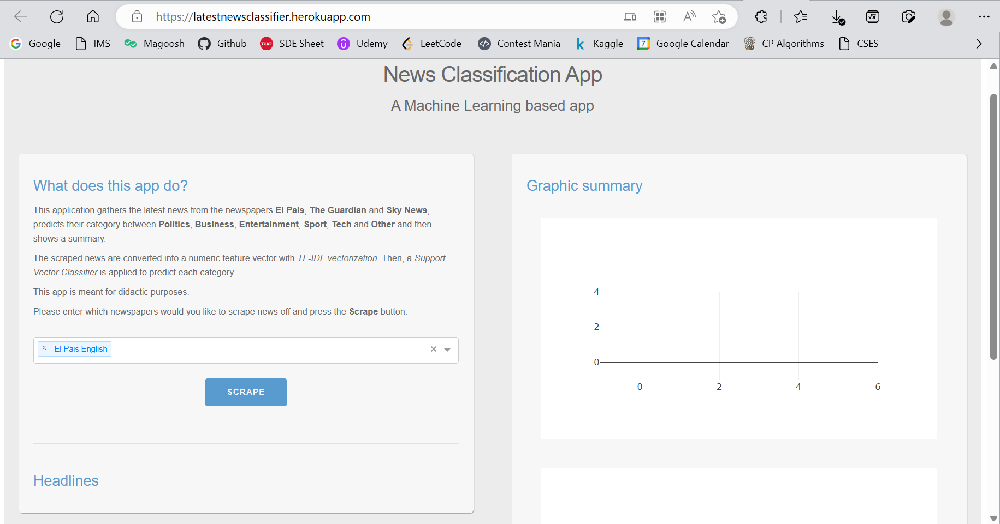 https://latestnewsclassifier.herokuapp.com
Google IMS Magoosh Github TUF SDE Sheet Udemy LeetCode Contest Mania Kaggle 7 Google Calendar CP Algorithms CSES
News Classification App
A Machine Learning based app
What does this app do?
This application gathers the latest news from the newspapers El Pais, The Guardian and Sky News,
predicts their category between Politics, Business, Entertainment, Sport, Tech and Other and then
shows a summary.
The scraped news are converted into a numeric feature vector with TF-IDF vectorization. Then, a Support
Vector Classifier is applied to predict each category.
This app is meant for didactic purposes.
Please enter which newspapers would you like to scrape news off and press the Scrape button.
× El Pais English ×
SCRAPE
Headlines
Graphic summary
4
2
0
0 2 4 6